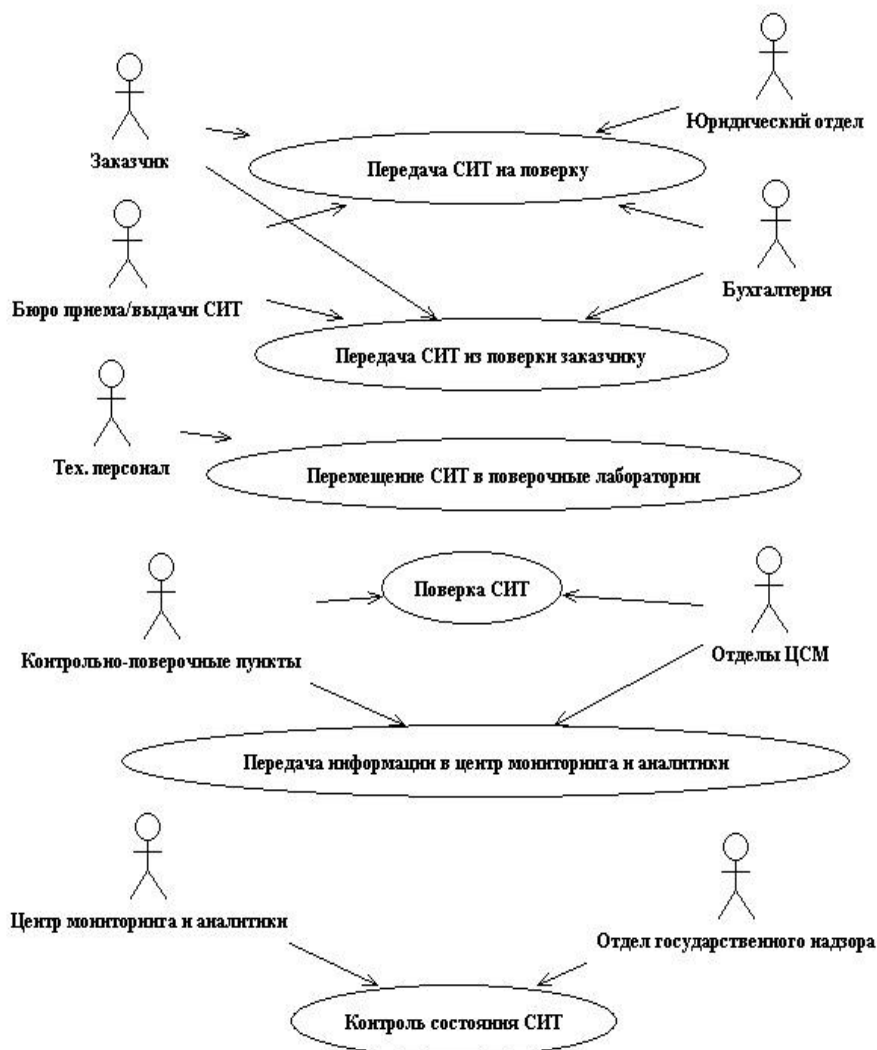 Юридический отдел
Заказчик
Передача СИТ на поверку
Бюро приема/выдачи СИТ
Бухгалтерия
Передача СИТ из поверки заказчику
Тех. персонал
Перемещение СИТ в поверочные лаборатории
Поверка СИТ
Контрольно-поверочные пункты
Отделы ЦСМ
Передача информации в центр мониторинга и аналитики
Центр мониторинга и аналитики
Отдел государственного надзора
Контроль состояния СИТ